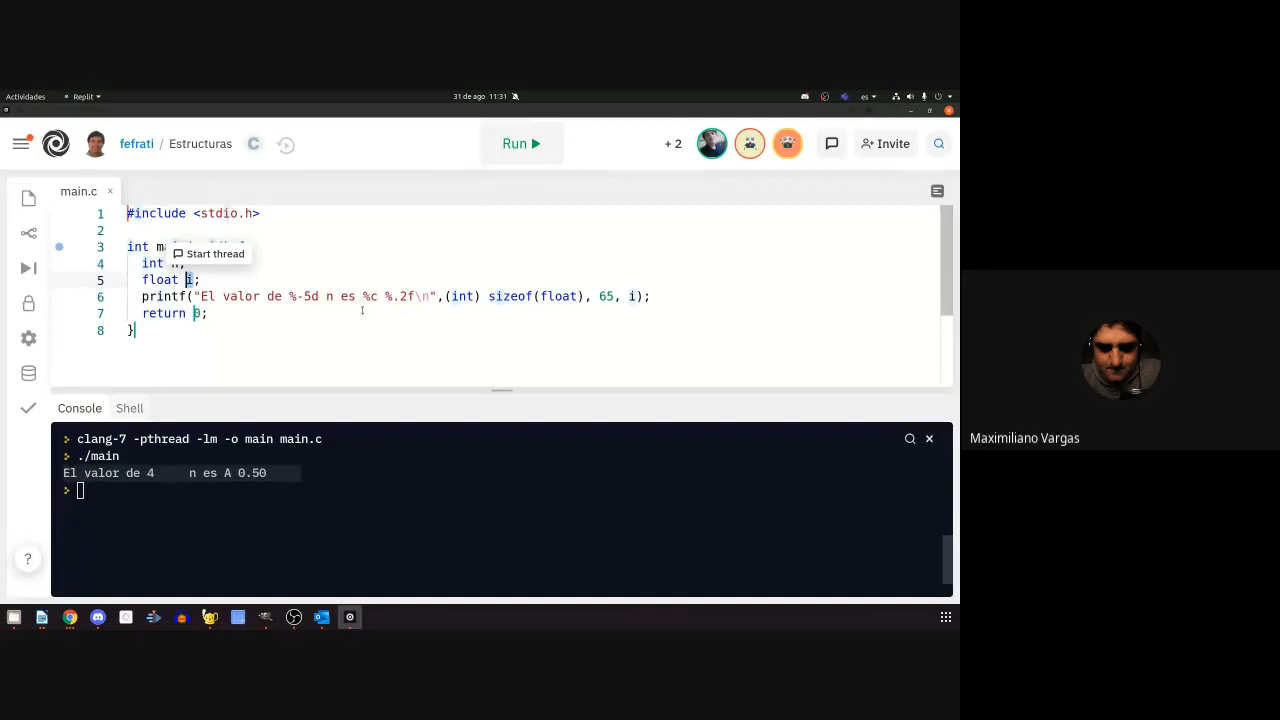 Actividades Replit 31 de ago 11:31 es
fefrati / Estructuras C Run + 2 Invite
main.c ×
1 #include <stdio.h>
2
3 int
Start thread
4 int
5 float i;
6 printf("El valor de %-5d n es %c %.2f\n",(int) sizeof(float), 65, i);
7 return 0;
8 }
Console Shell
clang-7 -pthread -lm -o main main.c
./main
El valor de 4 n es A 0.50
?
Maximiliano Vargas